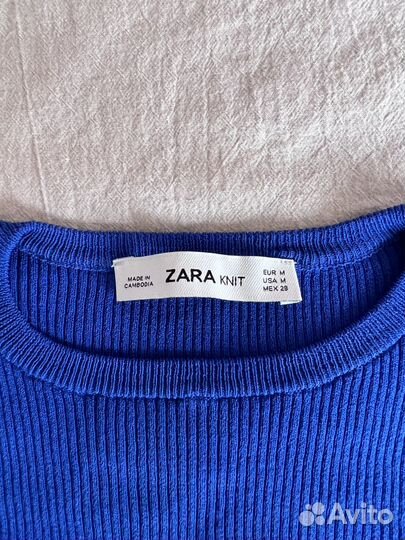 MADE IN
CAMBODIA
ZARA KNIT
EUR M
USA M
MEX 28
Avito